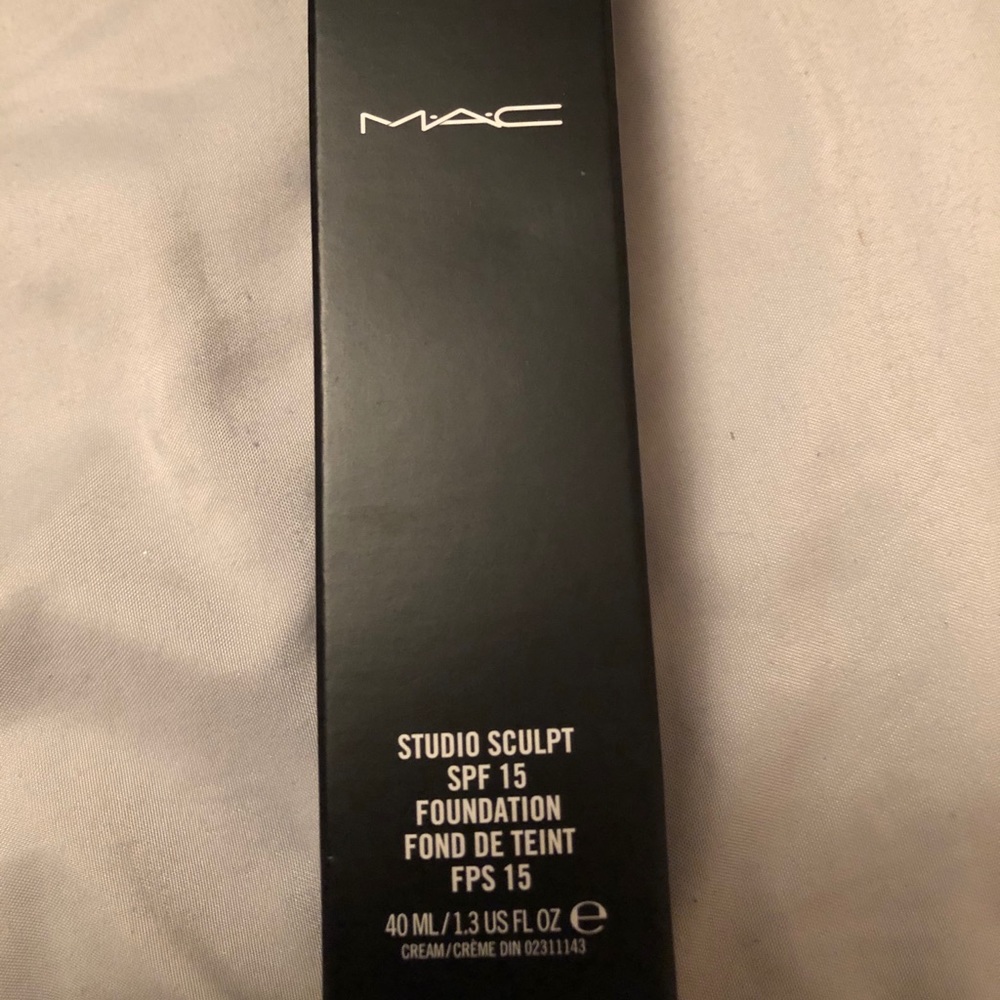 M·A·C
STUDIO SCULPT
SPF 15
FOUNDATION
FOND DE TEINT
FPS 15
40 ML / 1.3 US FL OZ ℮
CREAM/CRÈME DIN 02311143